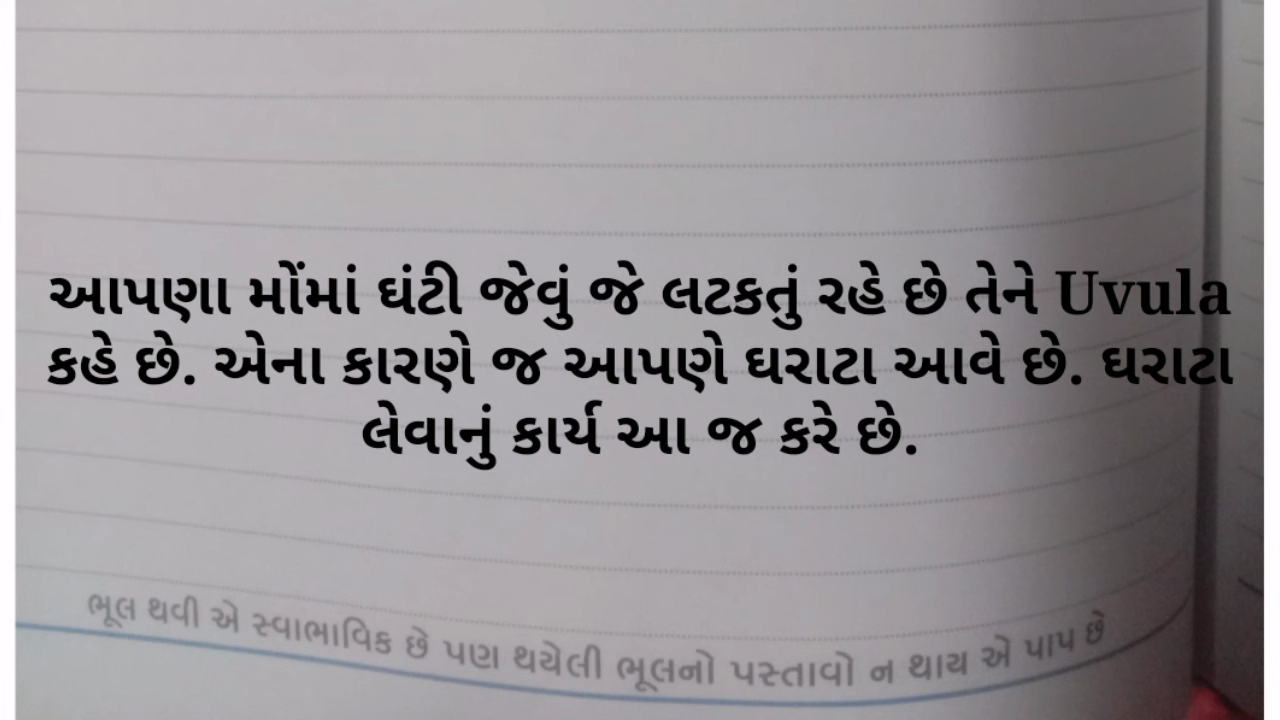 આપણા મોંમાં ઘંટી જેવું જે લટકતું રહે છે તેને Uvula
કહે છે. એના કારણે જ આપણે ઘરાટા આવે છે. ઘરાટા
લેવાનું કાર્ય આ જ કરે છે.
ભૂલ થવી એ સ્વાભાવિક છે પણ થયેલી ભૂલનો પસ્તાવો ન થાય એ પાપ છે